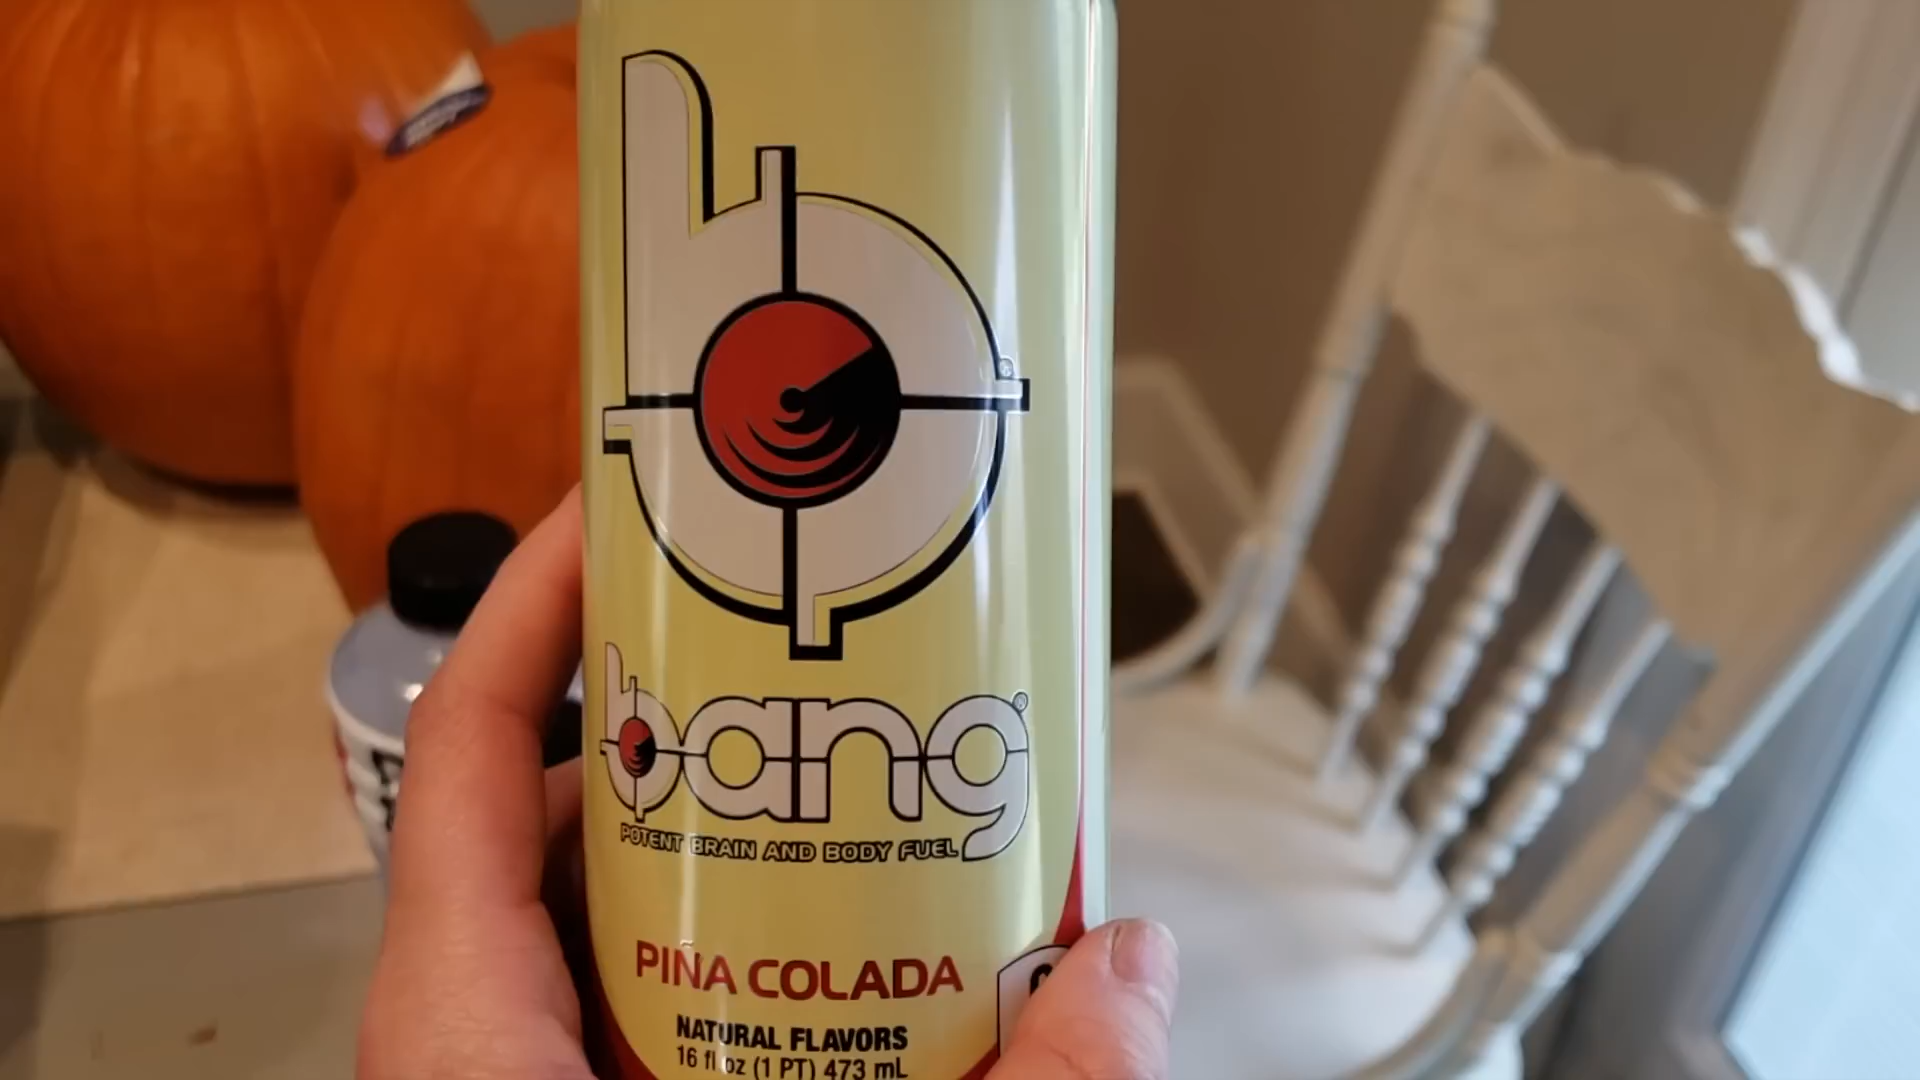 bang
POTENT BRAIN AND BODY FUEL
PIÑA COLADA
NATURAL FLAVORS
16 fl oz (1 PT) 473 mL